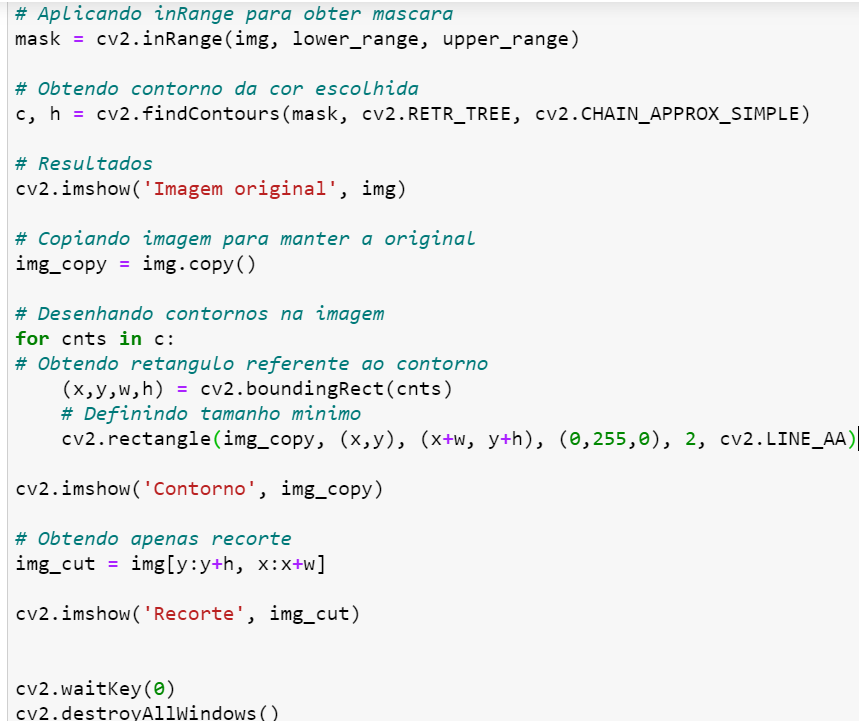 # Aplicando inRange para obter mascara
mask = cv2.inRange(img, lower_range, upper_range)
# Obtendo contorno da cor escolhida
c, h = cv2.findContours(mask, cv2.RETR_TREE, cv2.CHAIN_APPROX_SIMPLE)
# Resultados
cv2.imshow('Imagem original', img)
# Copiando imagem para manter a original
img_copy = img.copy()
# Desenhando contornos na imagem
for cnts in c:
# Obtendo retangulo referente ao contorno
    (x,y,w,h) = cv2.boundingRect(cnts)
    # Definindo tamanho minimo
    cv2.rectangle(img_copy, (x,y), (x+w, y+h), (0,255,0), 2, cv2.LINE_AA)
cv2.imshow('Contorno', img_copy)
# Obtendo apenas recorte
img_cut = img[y:y+h, x:x+w]
cv2.imshow('Recorte', img_cut)
cv2.waitKey(0)
cv2.destroyAllWindows()